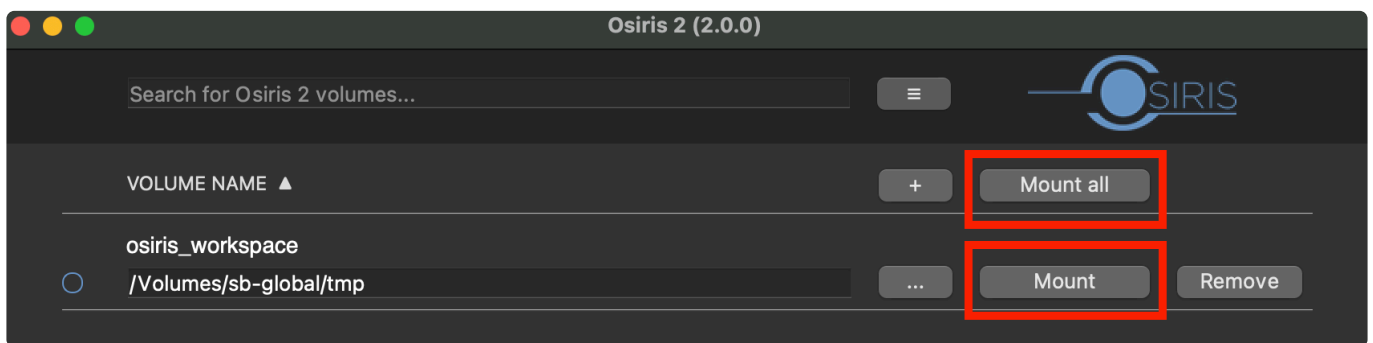 Osiris 2 (2.0.0)
Search for Osiris 2 volumes...
≡
OSIRIS
VOLUME NAME ▲
+
Mount all
osiris_workspace
/Volumes/sb-global/tmp
...
Mount
Remove